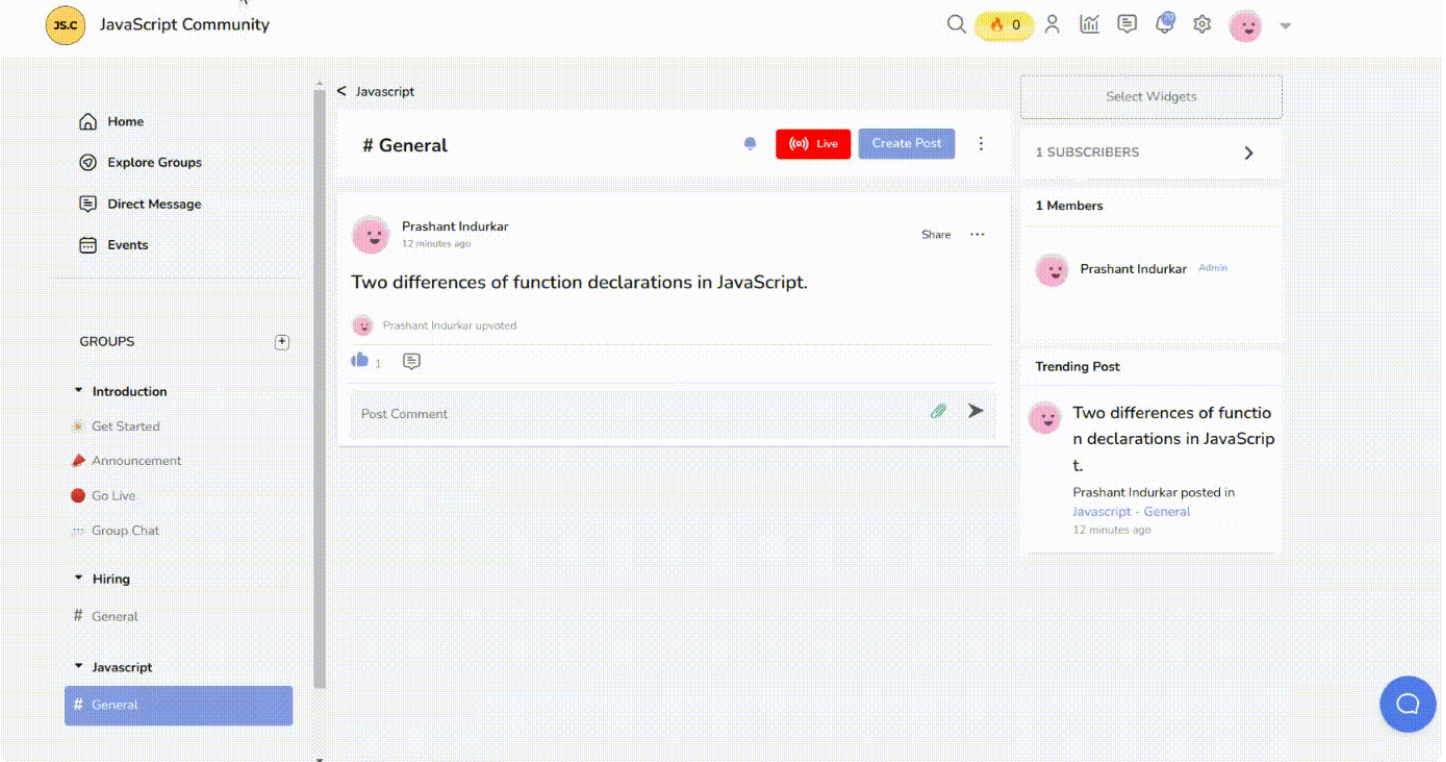 JS.C
JavaScript Community
0
20
Home
Explore Groups
Direct Message
Events
GROUPS
Introduction
Get Started
Announcement
Go Live
Group Chat
Hiring
# General
Javascript
# General
< Javascript
# General
Live
Create Post
Prashant Indurkar
12 minutes ago
Share
Two differences of function declarations in JavaScript.
Prashant Indurkar upvoted
1
Post Comment
Select Widgets
1 SUBSCRIBERS
1 Members
Prashant Indurkar Admin
Trending Post
Two differences of functio
n declarations in JavaScrip
t.
Prashant Indurkar posted in
Javascript - General
12 minutes ago